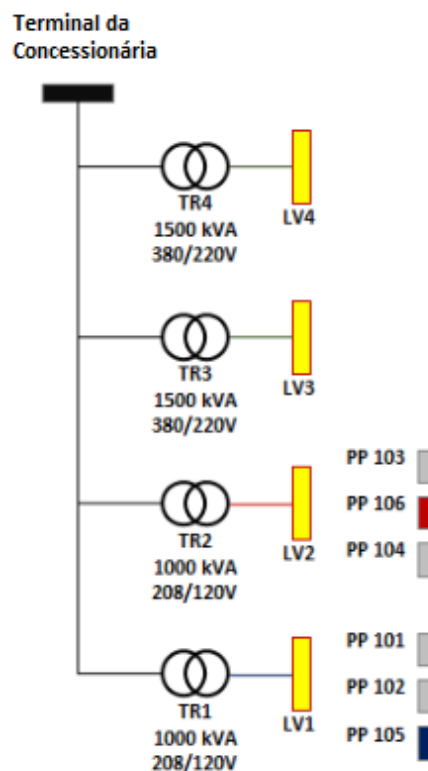 Terminal da
Concessionária
TR4
1500 kVA
380/220V
LV4
TR3
1500 kVA
380/220V
LV3
PP 103
PP 106
PP 104
TR2
1000 kVA
208/120V
LV2
PP 101
PP 102
PP 105
TR1
1000 kVA
208/120V
LV1